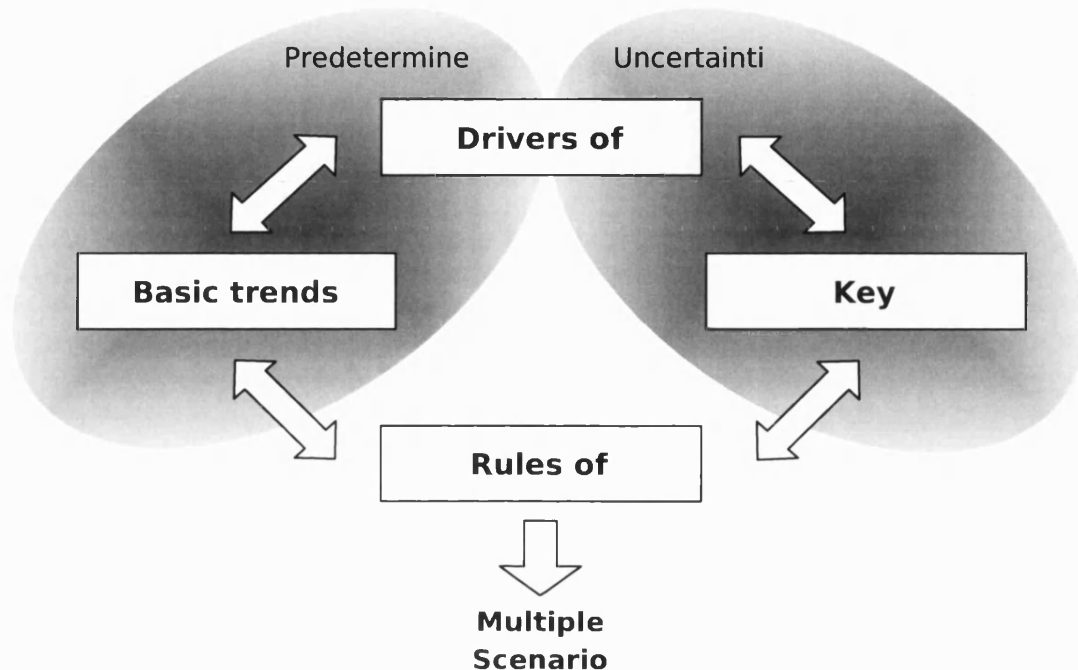 Predetermine
Uncertainti
Drivers of
Basic trends
Key
Rules of
Multiple
Scenario